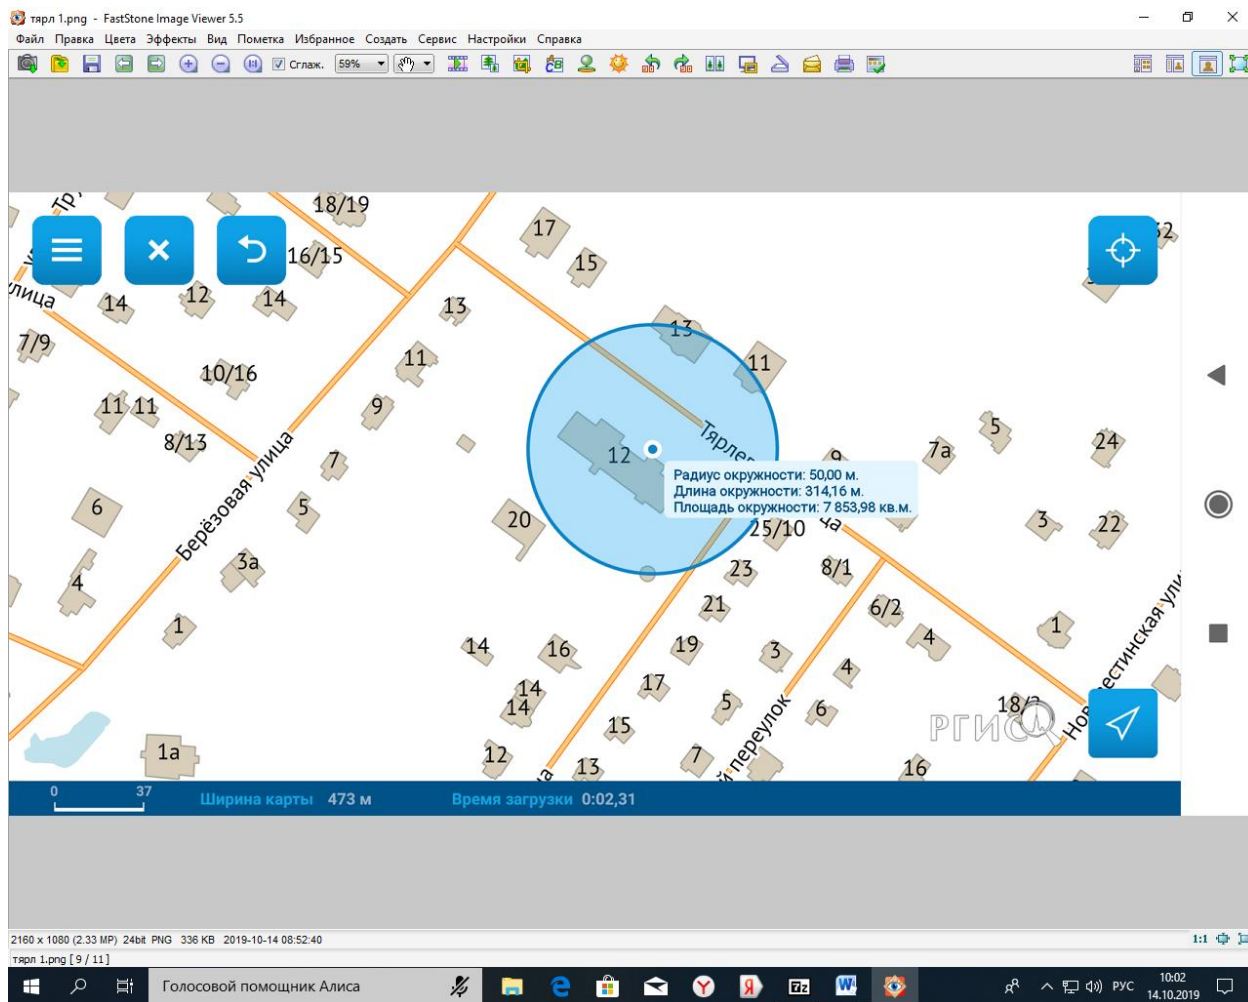 тярл 1.png - FastStone Image Viewer 5.5
Файл Правка Цвета Эффекты Вид Пометка Избранное Создать Сервис Настройки Справка
Сглаж. 59%
18/19
17
16/15
15
14
12
14
лица
13
13
7/9
11
11
10/16
11
11
9
8/13
7
12
Тярле
9
7а
5
24
Радиус окружности: 50,00 м.
Длина окружности: 314,16 м.
Площадь окружности: 7 853,98 кв.м.
Берёзовая улица
6
5
20
25/10
ца
3
22
3а
4
23
8/1
21
6/2
1
4
1
14
16
19
3
4
Нововестинская ули
17
14
14
5
6
18/2
15
й переулок
РГИС
1а
12
13
7
16
0 37
Ширина карты 473 м
Время загрузки 0:02,31
2160 x 1080 (2.33 MP) 24bit PNG 336 KB 2019-10-14 08:52:40
1:1
тярл 1.png [ 9 / 11 ]
Голосовой помощник Алиса
РУС
10:02
14.10.2019